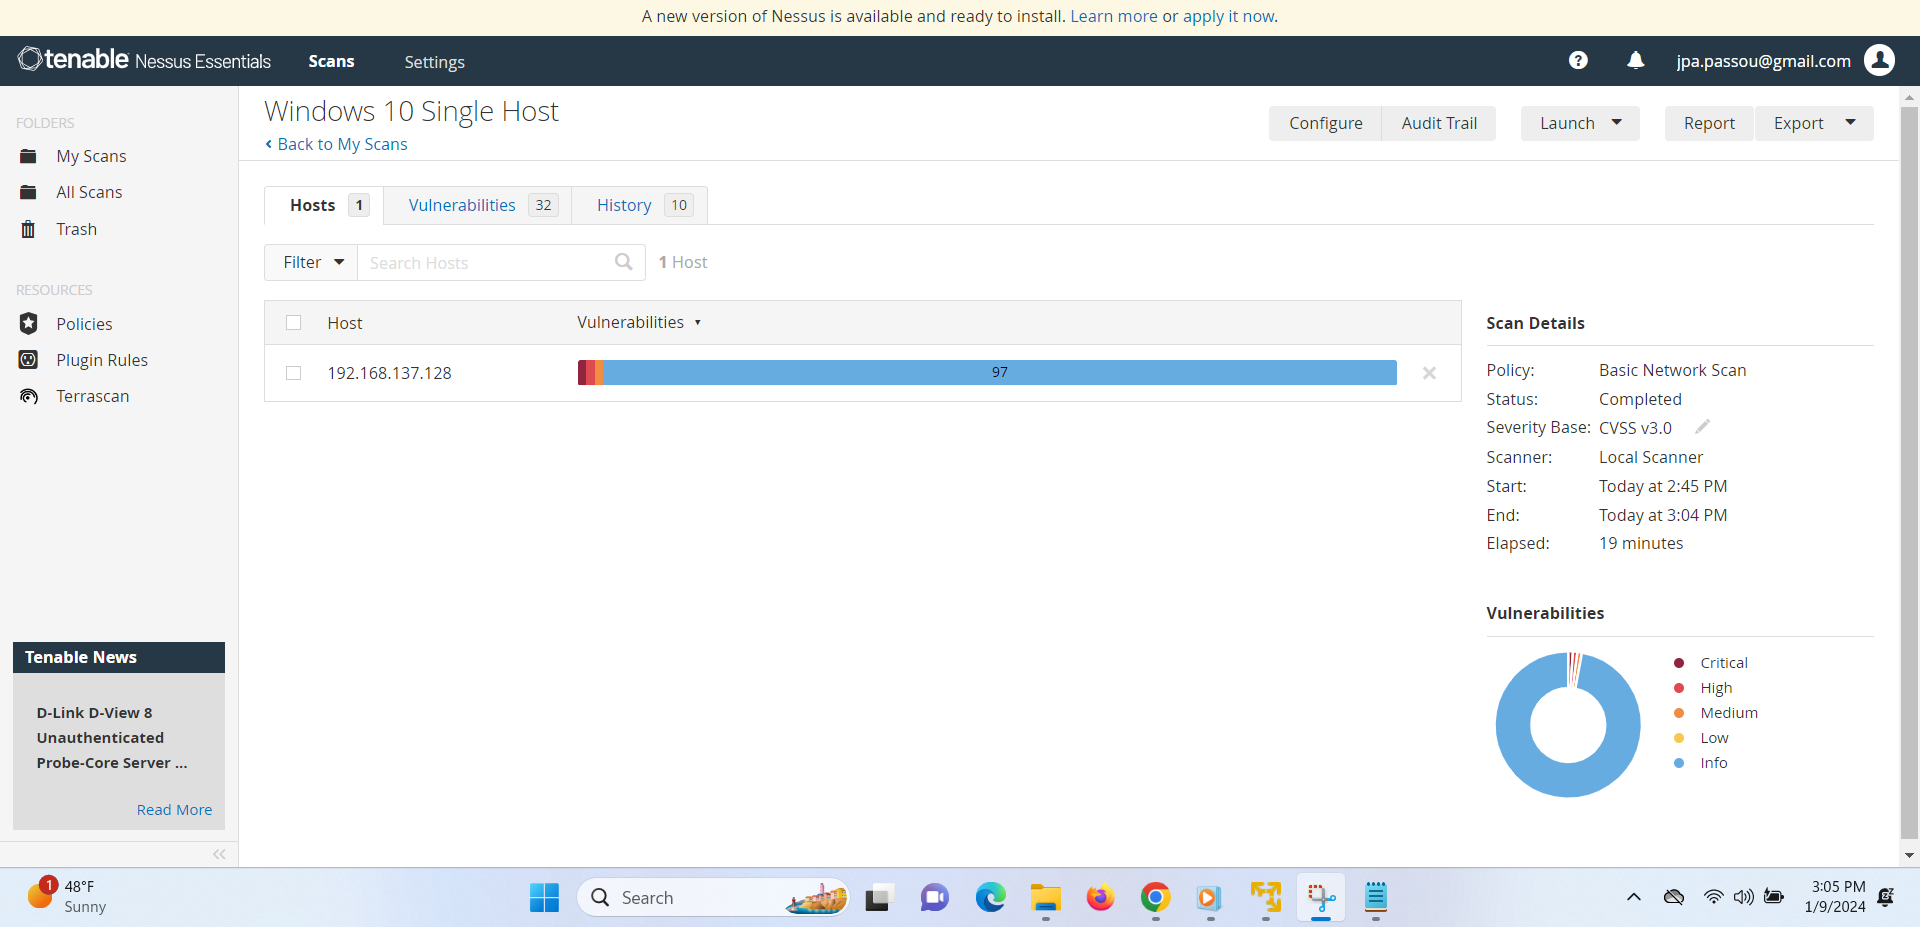 A new version of Nessus is available and ready to install. Learn more or apply it now.
tenable Nessus Essentials Scans Settings ? jpa.passou@gmail.com
FOLDERS
My Scans
All Scans
Trash
RESOURCES
Policies
Plugin Rules
Terrascan
Tenable News
D-Link D-View 8
Unauthenticated
Probe-Core Server ...
Read More
Windows 10 Single Host
Back to My Scans
Configure Audit Trail Launch Report Export
Hosts 1 Vulnerabilities 32 History 10
Filter Search Hosts 1 Host
Host Vulnerabilities
192.168.137.128 97
Scan Details
Policy: Basic Network Scan
Status: Completed
Severity Base: CVSS v3.0
Scanner: Local Scanner
Start: Today at 2:45 PM
End: Today at 3:04 PM
Elapsed: 19 minutes
Vulnerabilities
Critical
High
Medium
Low
Info
1
48°F
Sunny
Search
3:05 PM
1/9/2024